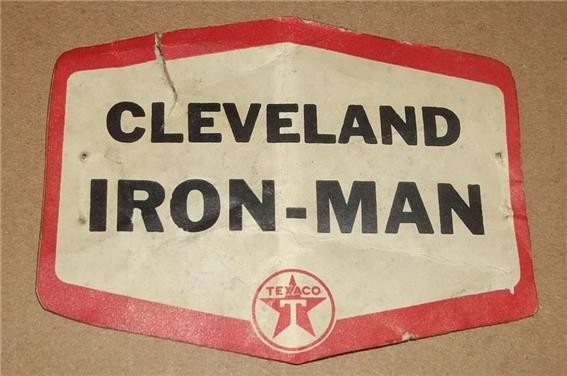 CLEVELAND
IRON-MAN
TEXACO
T